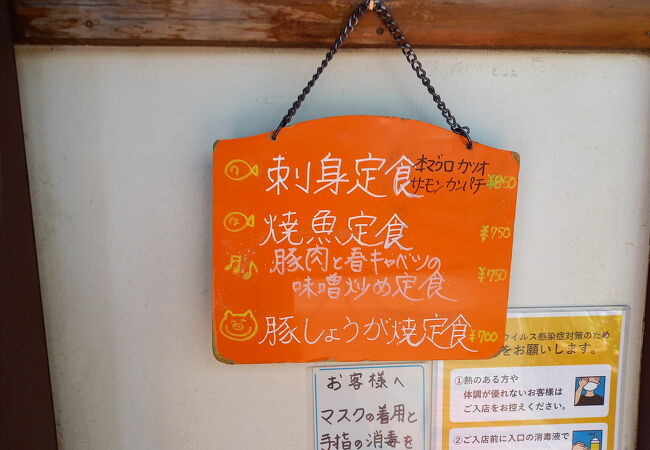 刺身定食 本マグロ カツオ
サーモン カンパチ ¥850
焼魚定食 ¥750
豚肉と春キャベツの
味噌炒め定食 ¥750
豚しょうが焼定食 ¥700
お客様へ
マスクの着用と
手指の消毒を
ウイルス感染症対策のため
をお願いします。
①熱のある方や
体調が優れないお客様は
ご入店をお控えください。
②ご入店前に入口の消毒液で